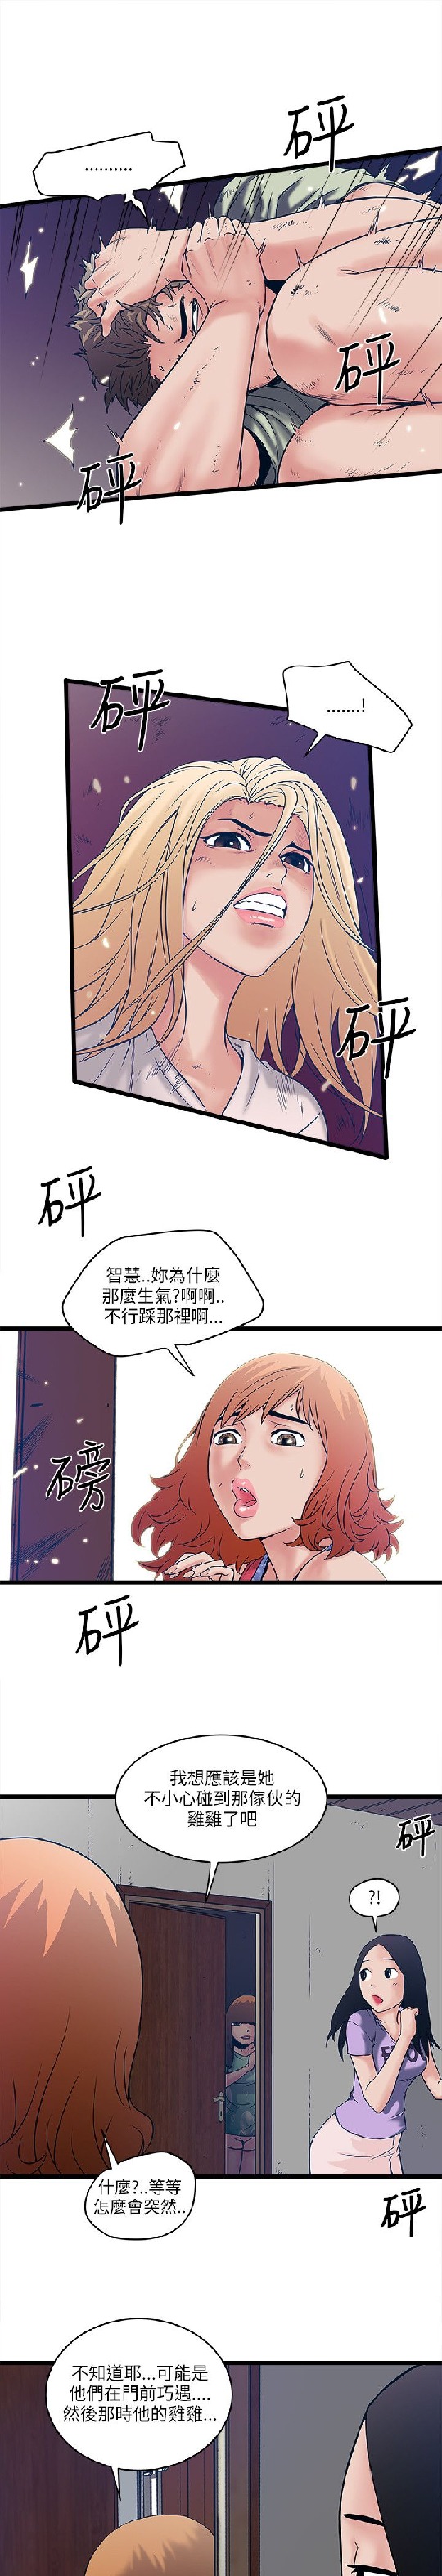 砰
..........
砰
砰
砰
........!
砰
砰
智慧..妳為什麼
那麼生氣?啊啊..
不行踩那裡啊...
磅
砰
我想應該是她
不小心碰到那傢伙的
雞雞了吧
砰
?!
什麼?..等等
怎麼會突然..
砰
不知道耶...可能是
他們在門前巧遇....
然後那時他的雞雞...